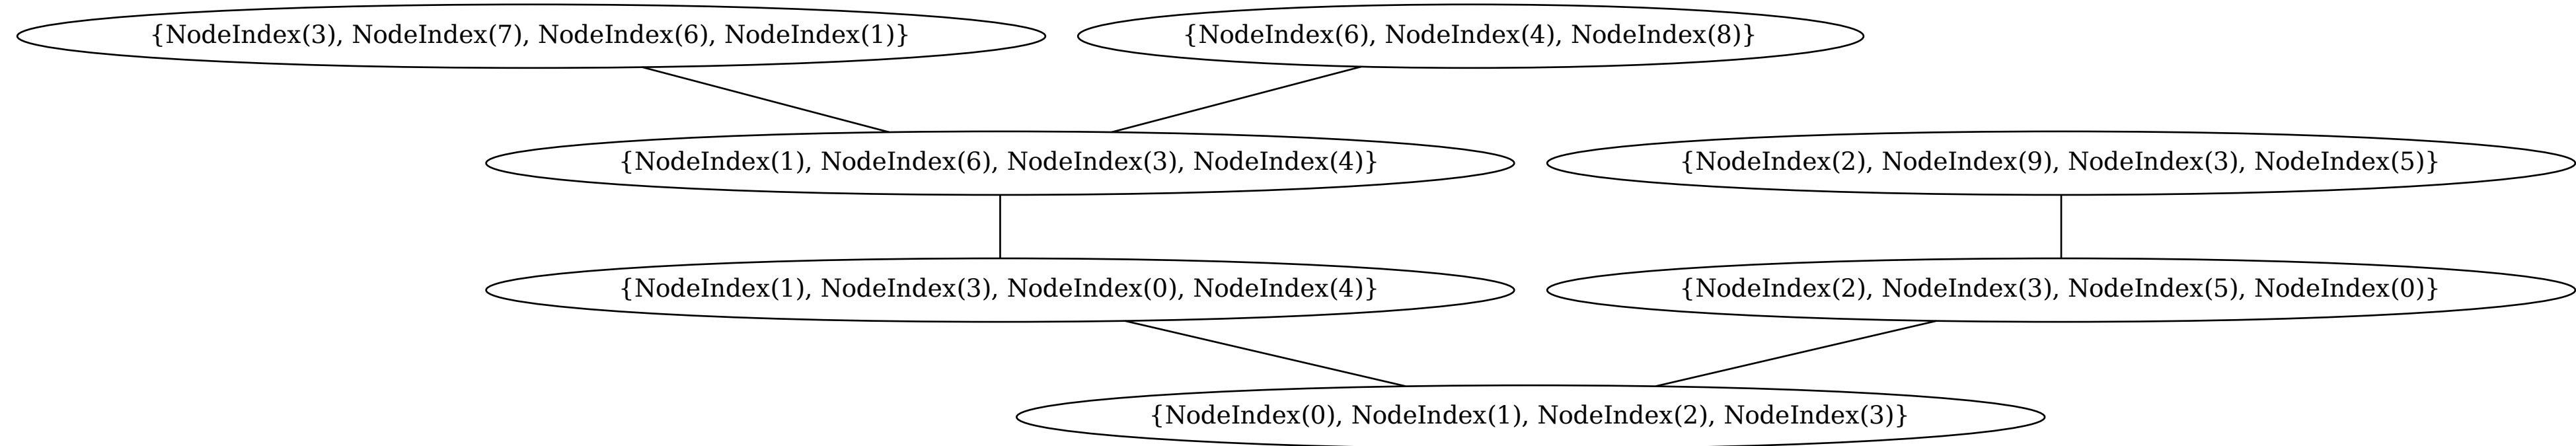 {NodeIndex(3), NodeIndex(7), NodeIndex(6), NodeIndex(1)}
{NodeIndex(6), NodeIndex(4), NodeIndex(8)}
{NodeIndex(1), NodeIndex(6), NodeIndex(3), NodeIndex(4)}
{NodeIndex(2), NodeIndex(9), NodeIndex(3), NodeIndex(5)}
{NodeIndex(1), NodeIndex(3), NodeIndex(0), NodeIndex(4)}
{NodeIndex(2), NodeIndex(3), NodeIndex(5), NodeIndex(0)}
{NodeIndex(0), NodeIndex(1), NodeIndex(2), NodeIndex(3)}